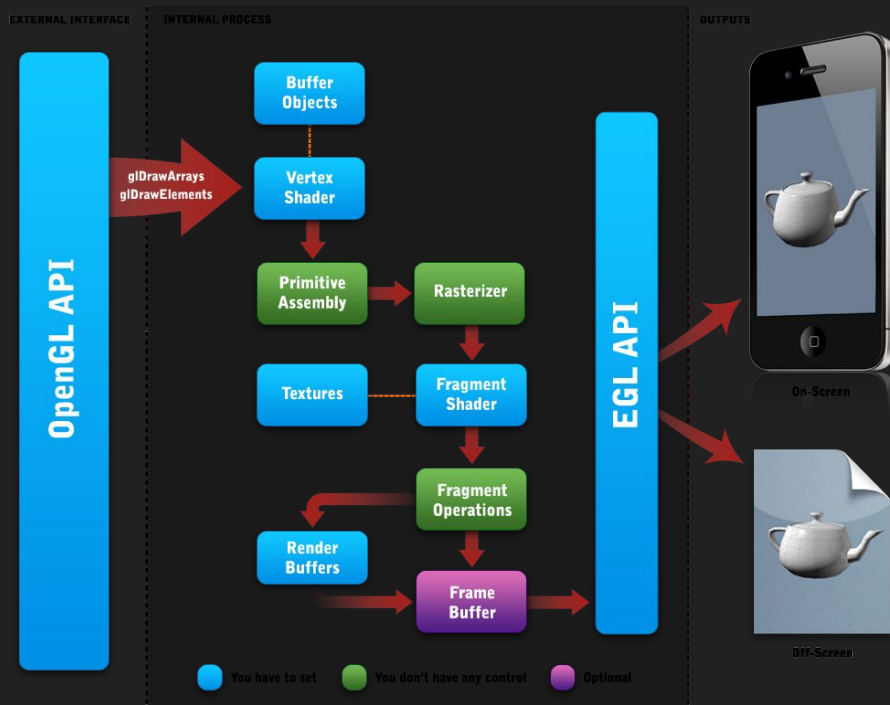 EXTERNAL INTERFACE
INTERNAL PROCESS
OUTPUTS
OpenGL API
glDrawArrays
glDrawElements
Buffer
Objects
Vertex
Shader
Primitive
Assembly
Rasterizer
Textures
Fragment
Shader
Fragment
Operations
Render
Buffers
Frame
Buffer
EGL API
On-Screen
Off-Screen
You have to set
You don't have any control
Optional